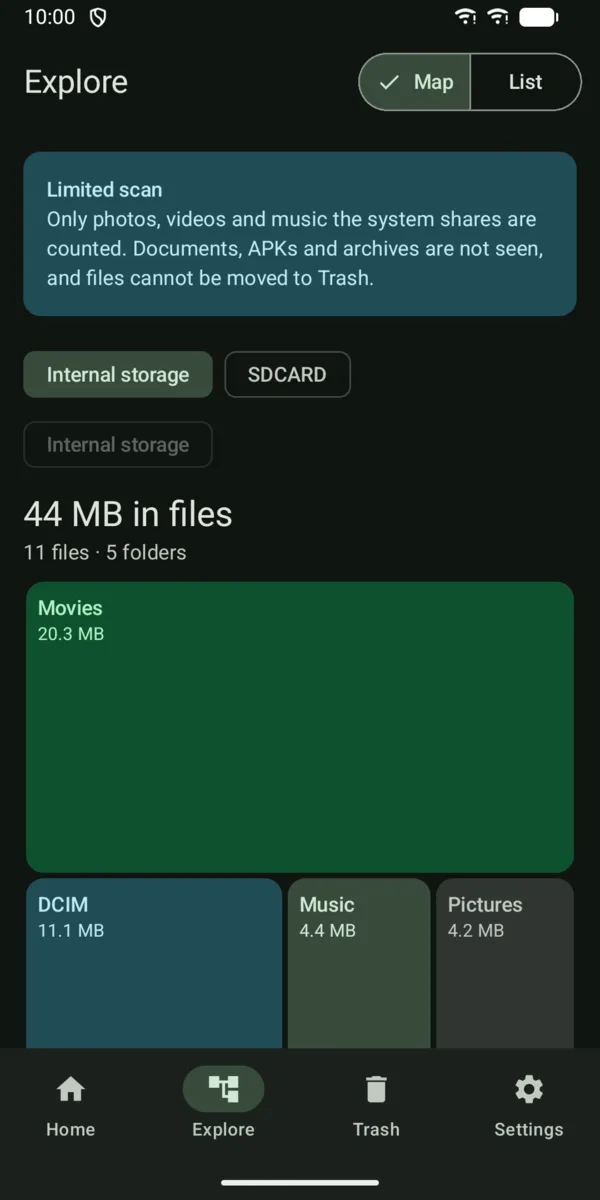 10:00
Explore
Map
List
Limited scan
Only photos, videos and music the system shares are
counted. Documents, APKs and archives are not seen,
and files cannot be moved to Trash.
Internal storage
SDCARD
Internal storage
44 MB in files
11 files · 5 folders
Movies
20.3 MB
DCIM
11.1 MB
Music
4.4 MB
Pictures
4.2 MB
Home
Explore
Trash
Settings